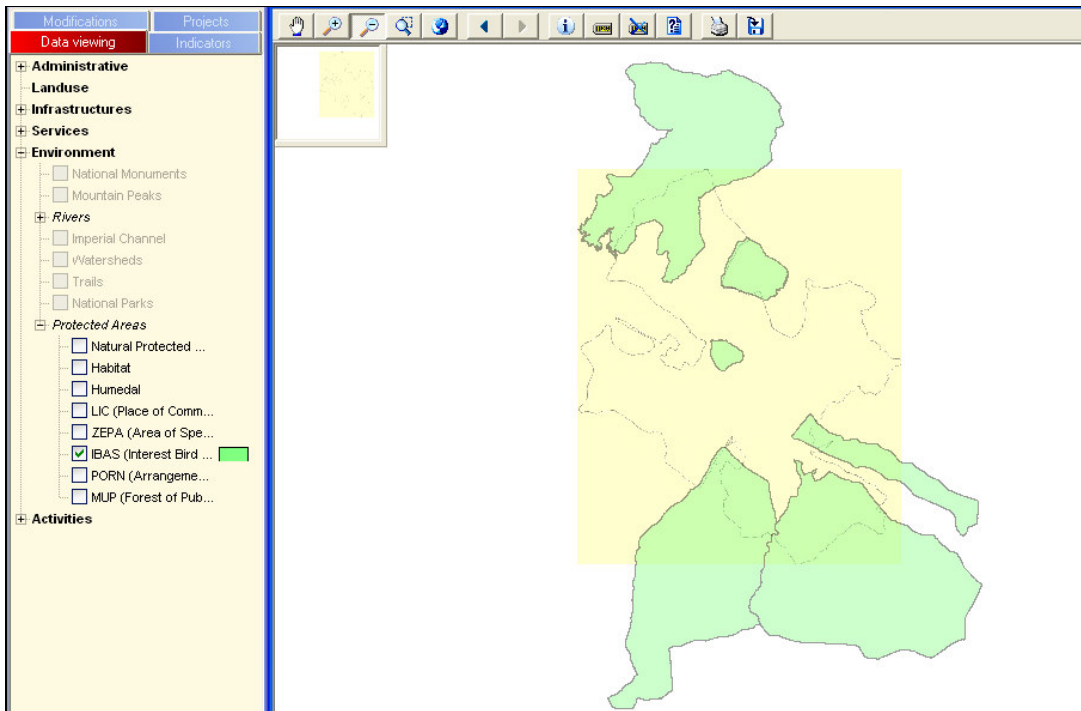 Modifications Projects
Data viewing Indicators
Administrative
Landuse
Infrastructures
Services
Environment
National Monuments
Mountain Peaks
Rivers
Imperial Channel
Watersheds
Trails
National Parks
Protected Areas
Natural Protected ...
Habitat
Humedal
LIC (Place of Comm...
ZEPA (Area of Spe...
IBAS (Interest Bird ...
PORN (Arrangeme...
MUP (Forest of Pub...
Activities